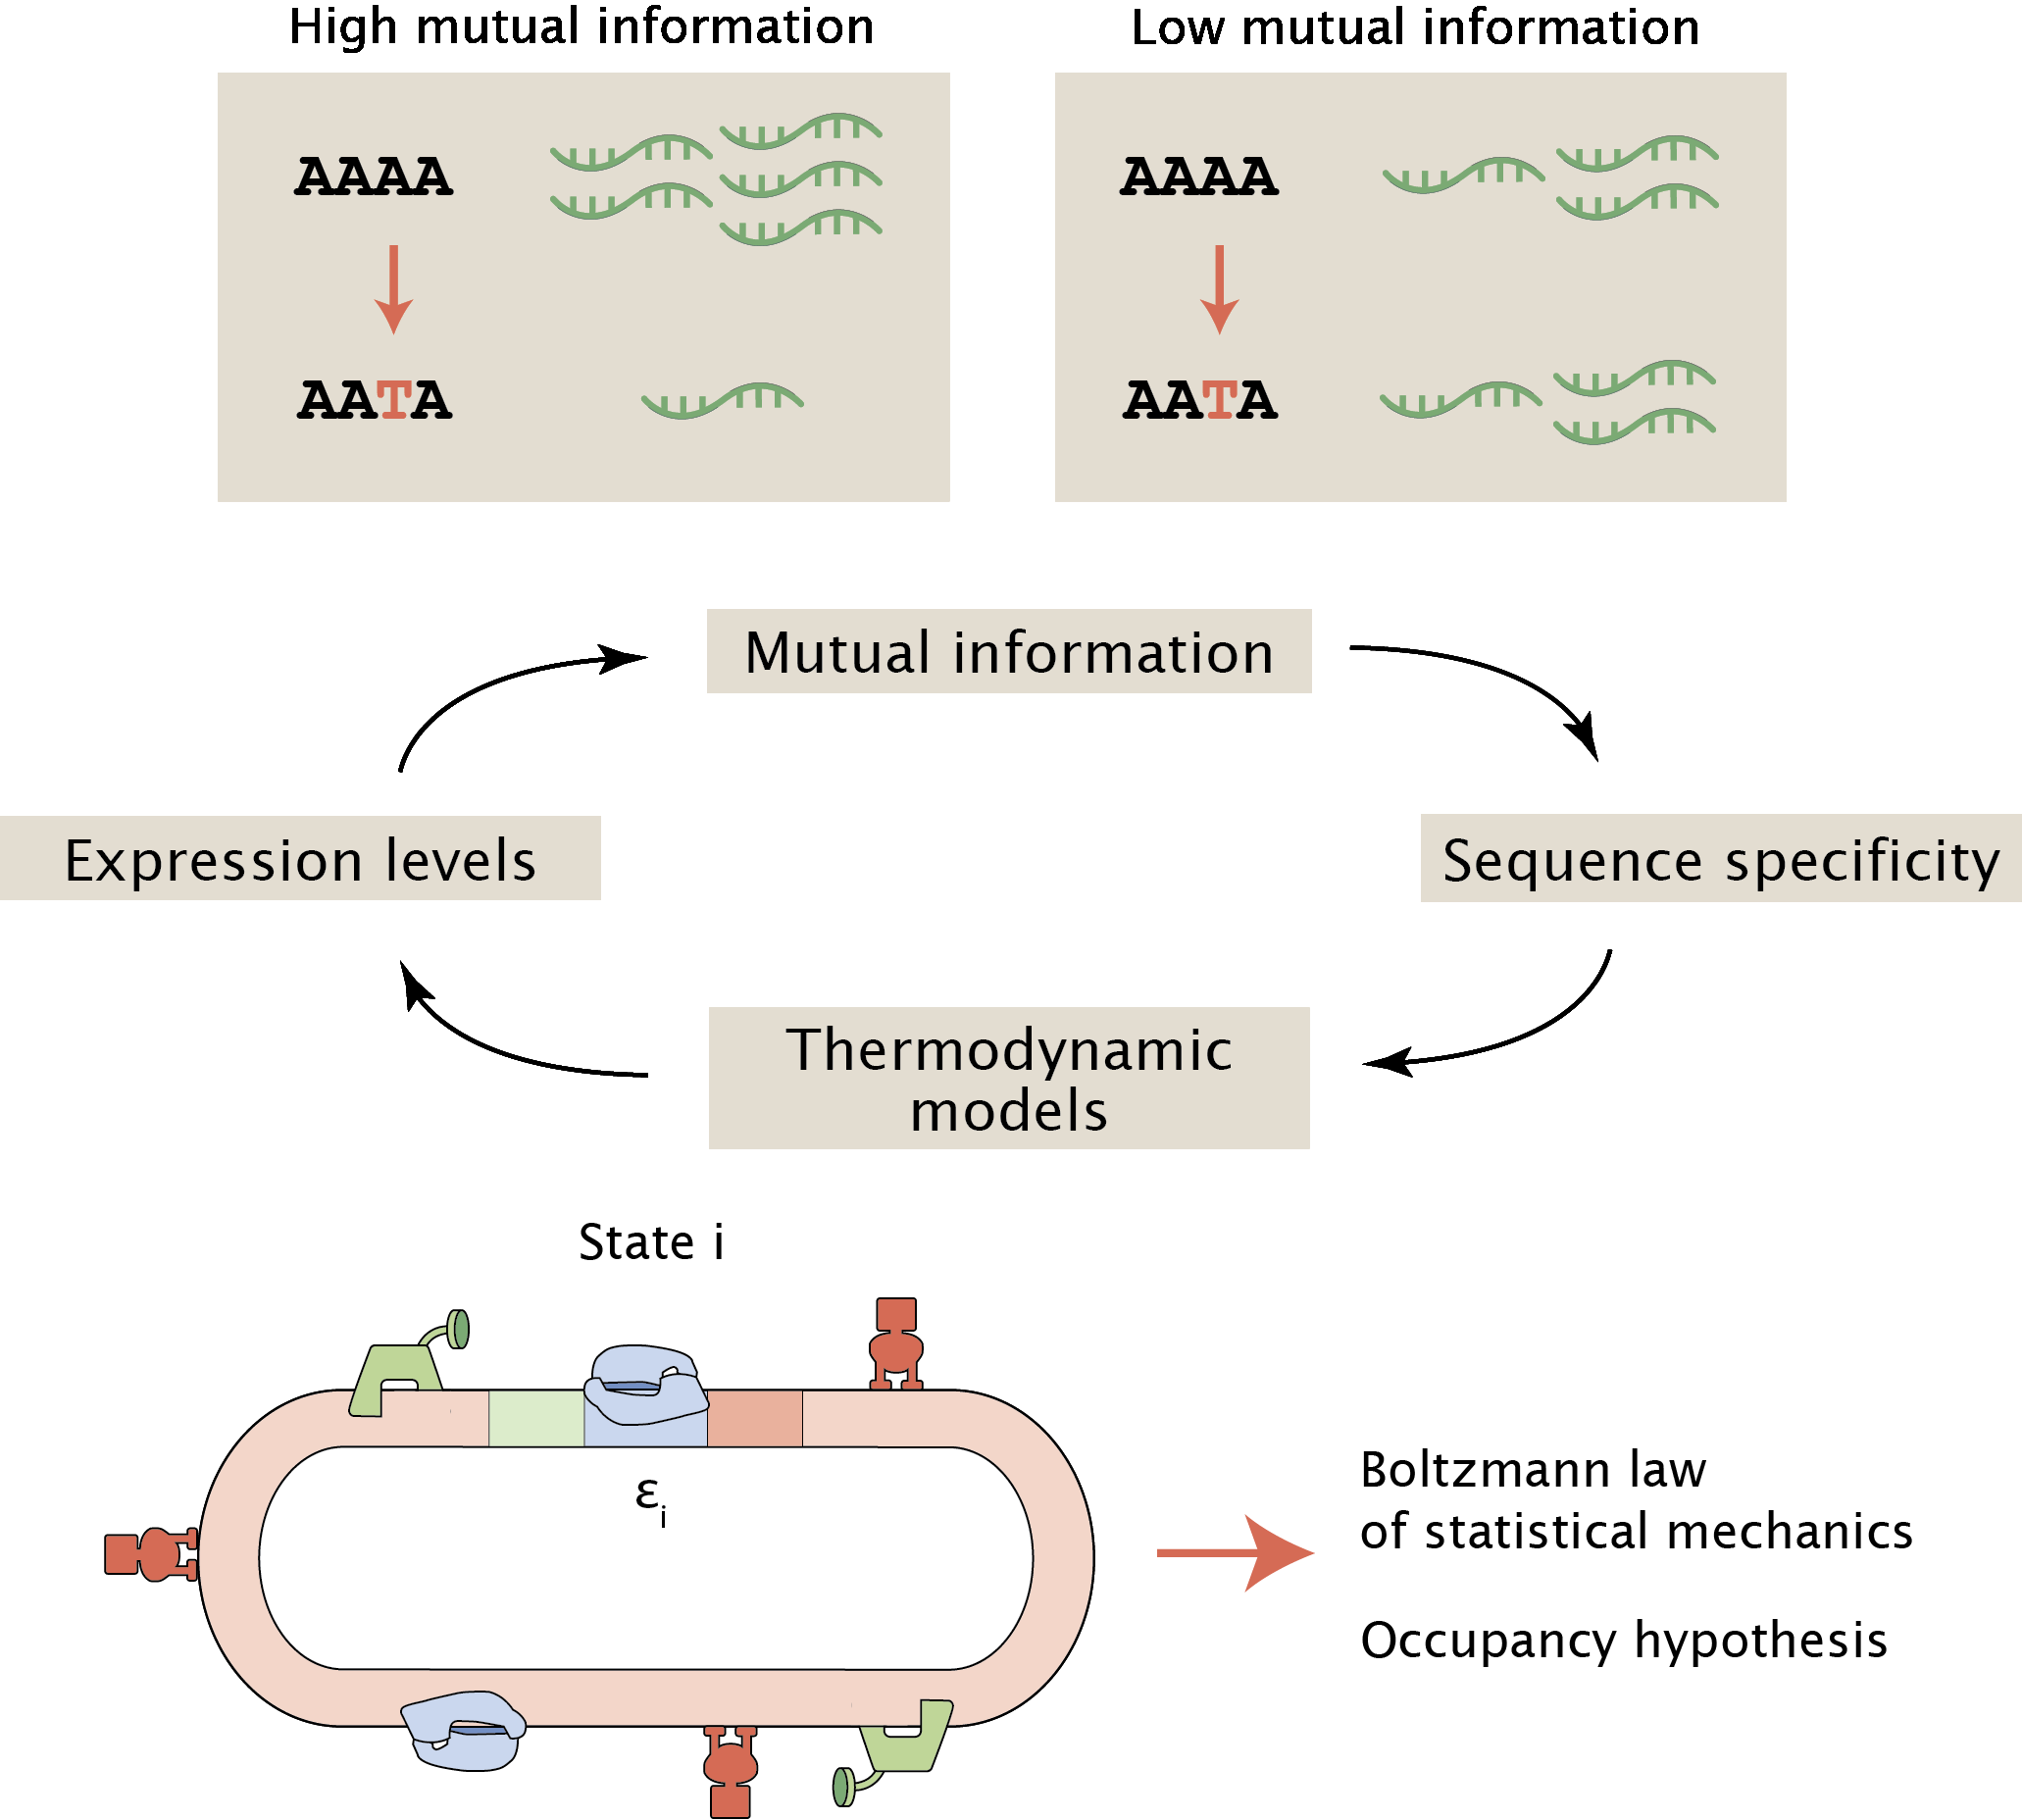 High mutual information
Low mutual information
AAAA
AAAA
AATA
AATA
Mutual information
Expression levels
Sequence specificity
Thermodynamic
models
State i
εi
Boltzmann law
of statistical mechanics
Occupancy hypothesis